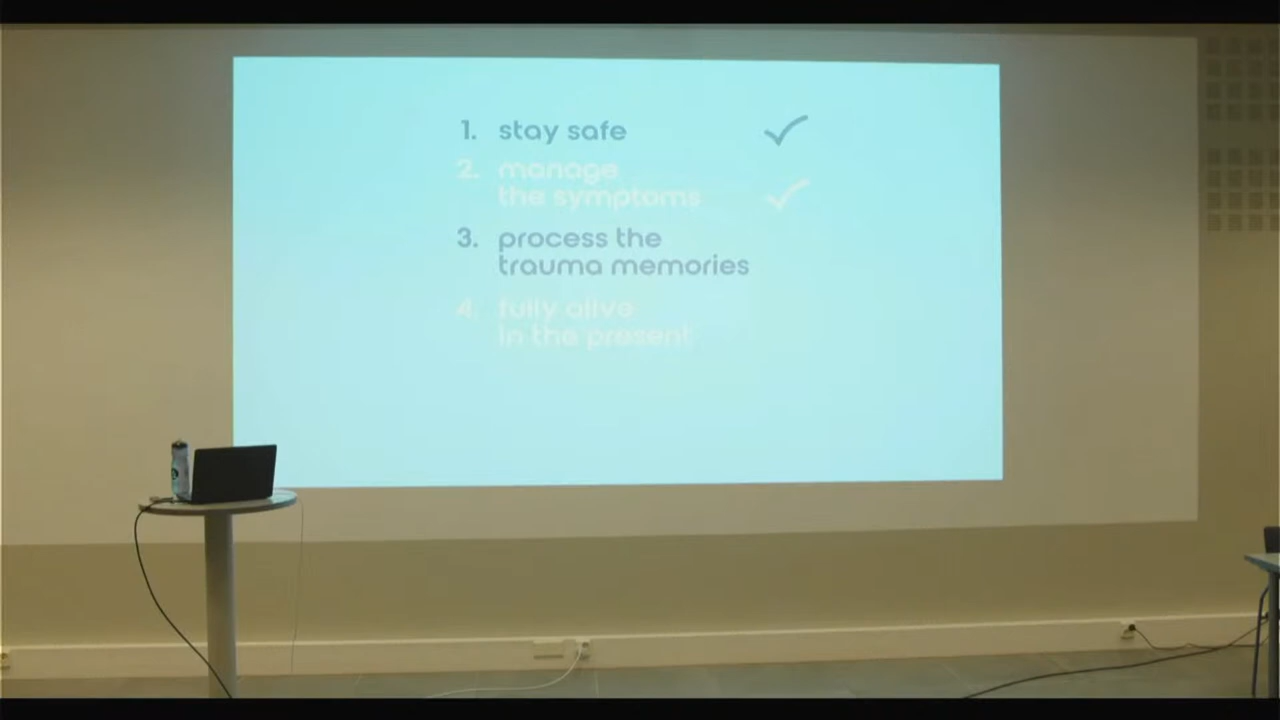 1. stay safe
2. manage
the symptoms
3. process the
trauma memories
4. fully alive
in the present